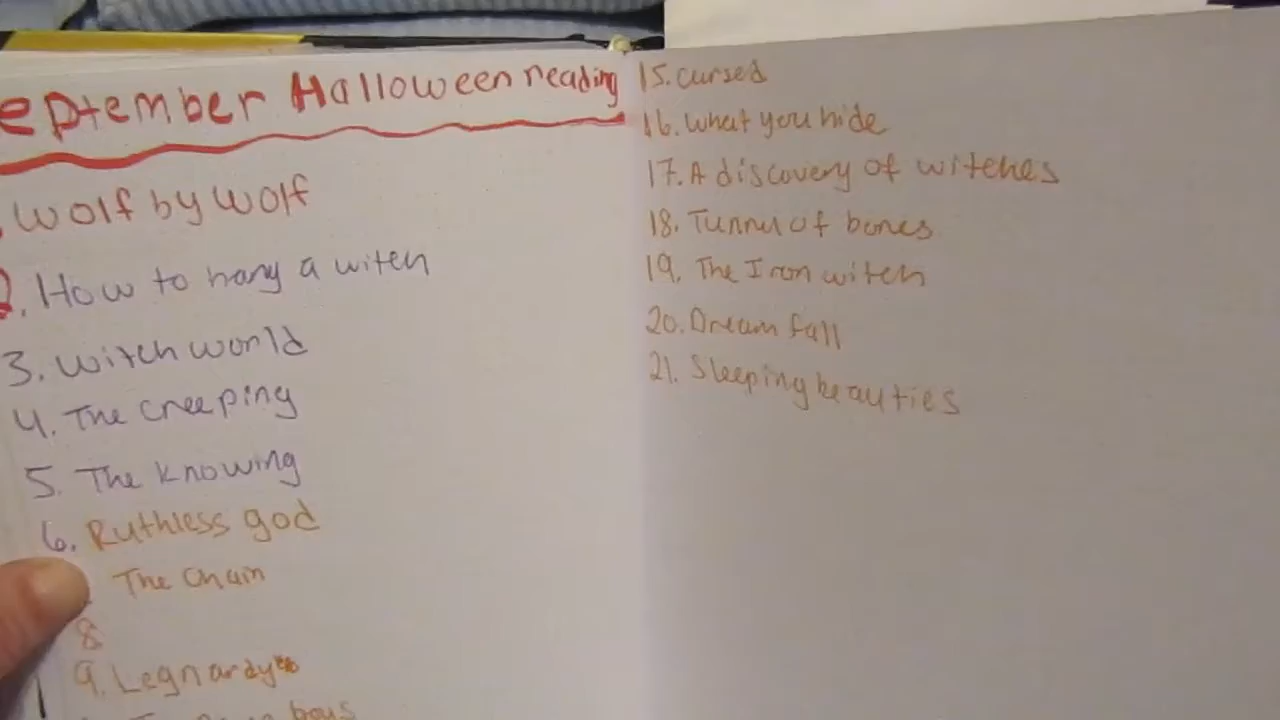 eptember Halloween reading
. Wolf by Wolf
2. How to hang a witch
3. witch world
4. The creeping
5. The knowing
6. Ruthless god
The Chain
8
9. Legnardy
boys
15. cursed
16. What you hide
17. A discovery of witches
18. Tunnel of bones
19. The Iron witch
20. Dream fall
21. Sleeping beauties